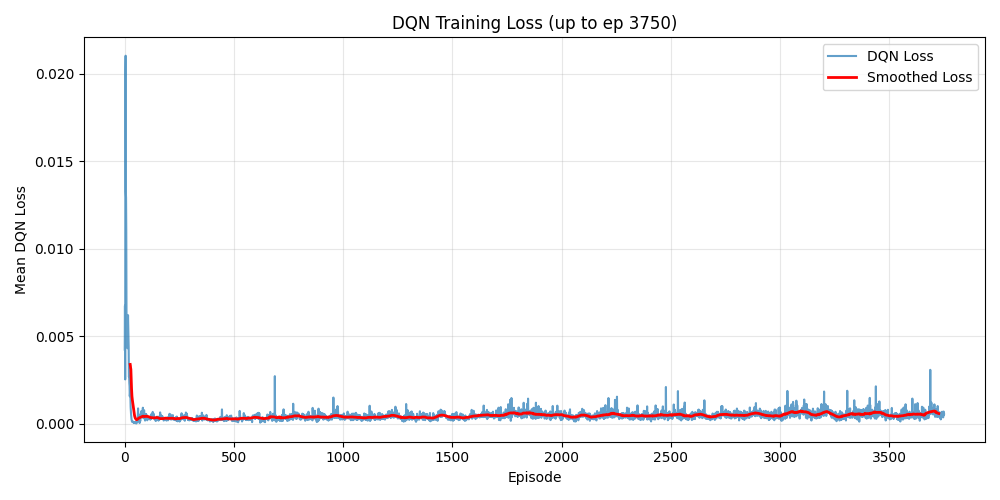 DQN Training Loss (up to ep 3750)
DQN Loss
Smoothed Loss
Mean DQN Loss
0.020
0.015
0.010
0.005
0.000
0
500
1000
1500
2000
2500
3000
3500
Episode